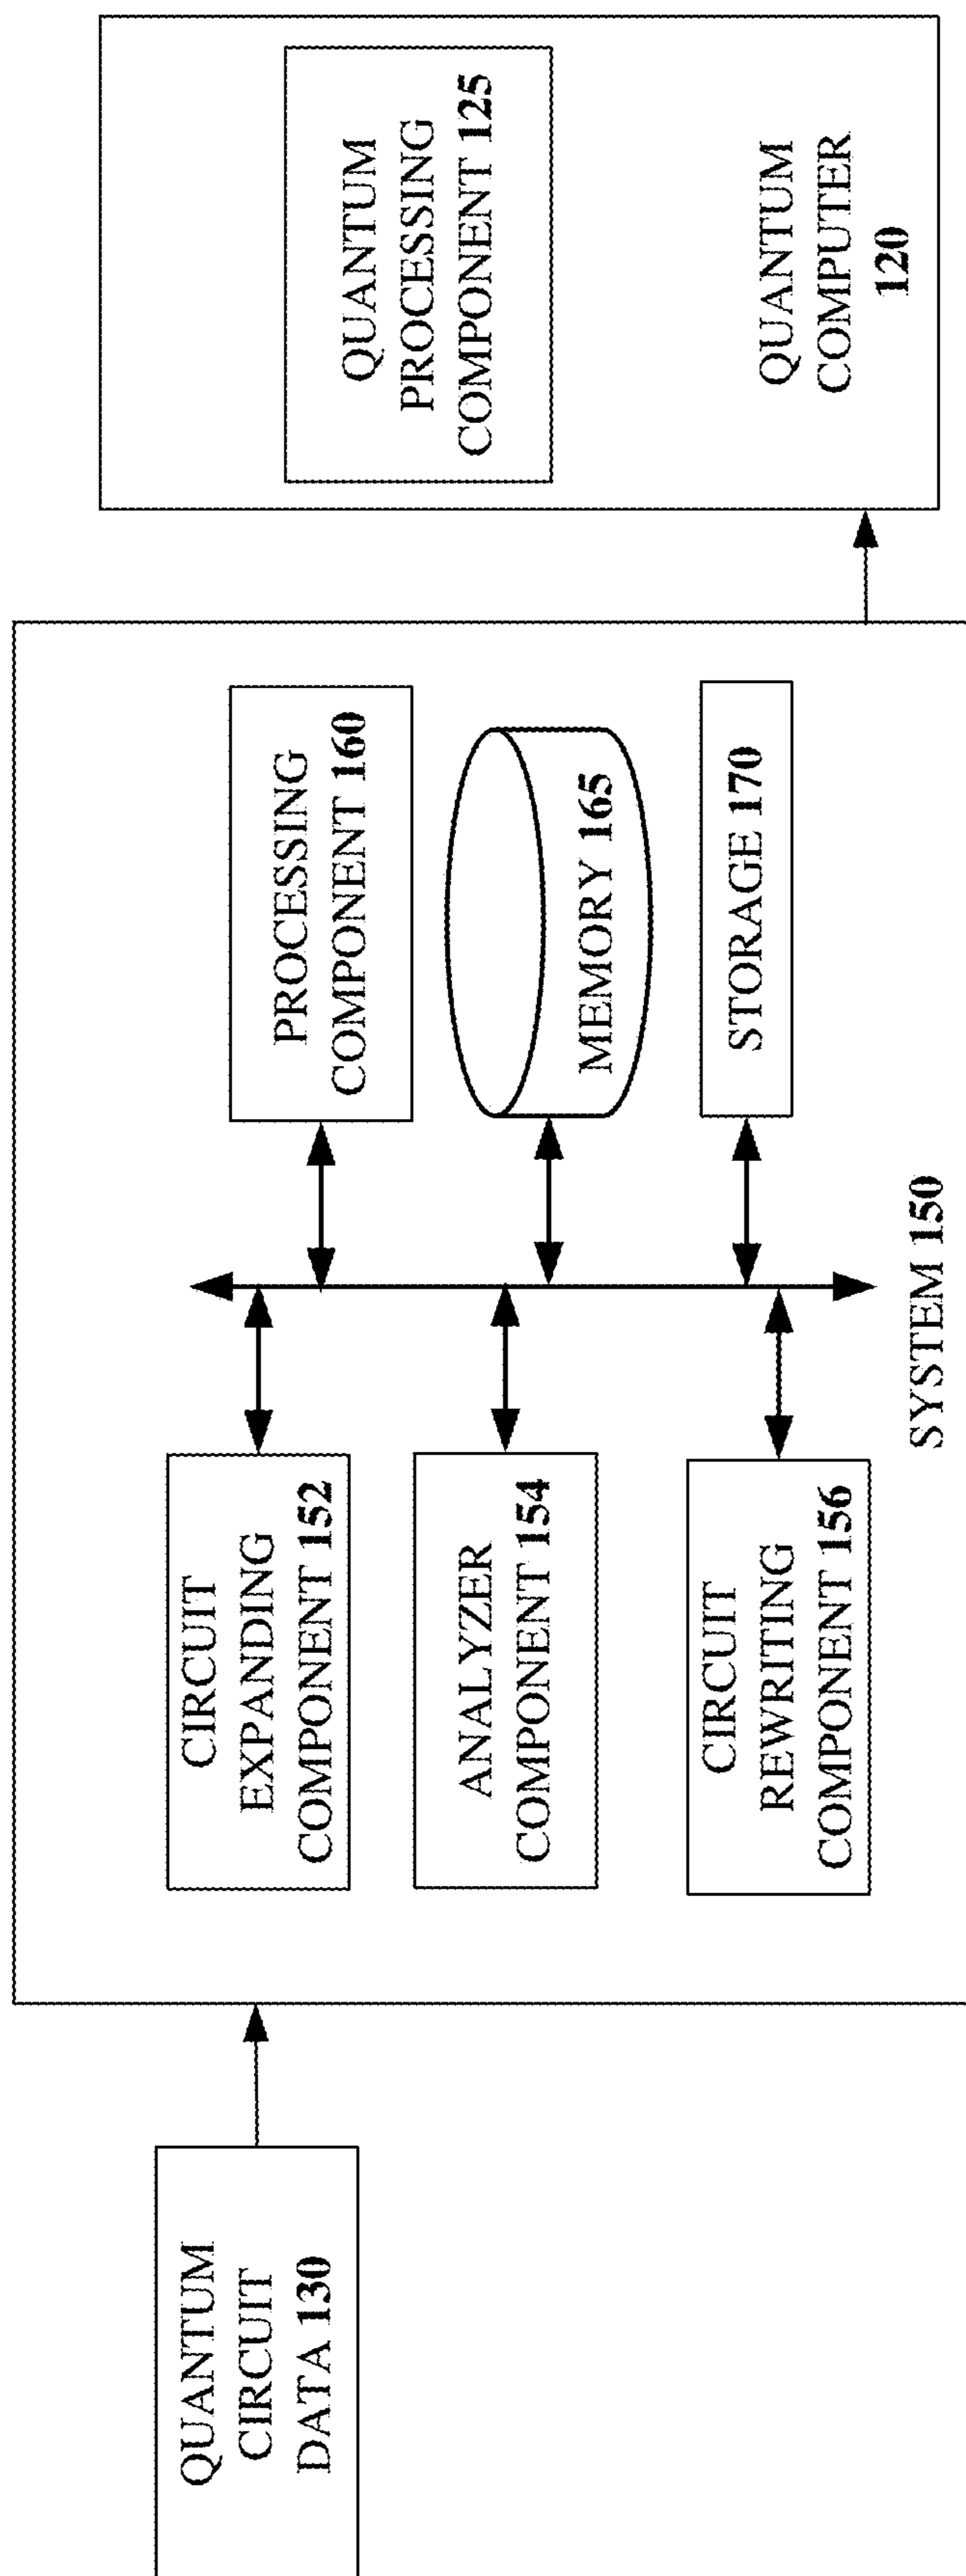 QUANTUM
CIRCUIT
DATA 130
CIRCUIT
EXPANDING
COMPONENT 152
ANALYZER
COMPONENT 154
CIRCUIT
REWRITING
COMPONENT 156
PROCESSING
COMPONENT 160
MEMORY 165
STORAGE 170
SYSTEM 150
QUANTUM
PROCESSING
COMPONENT 125
QUANTUM
COMPUTER
120